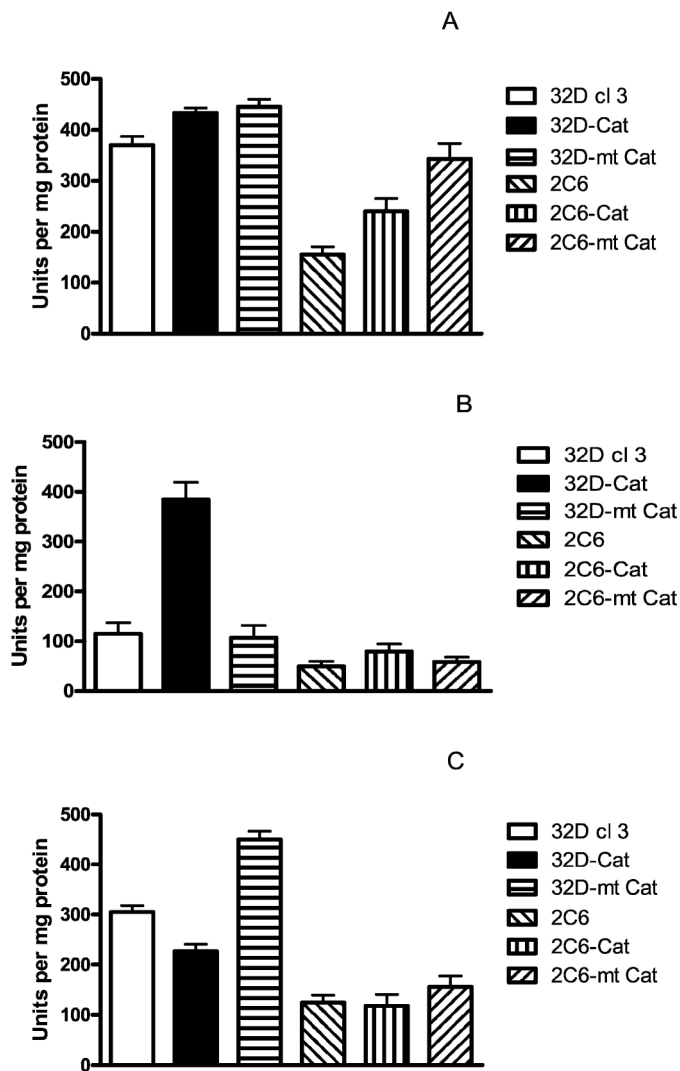 A
Units per mg protein
500
400
300
200
100
0
32D cl 3
32D-Cat
32D-mt Cat
2C6
2C6-Cat
2C6-mt Cat
B
Units per mg protein
500
400
300
200
100
0
32D cl 3
32D-Cat
32D-mt Cat
2C6
2C6-Cat
2C6-mt Cat
C
Units per mg protein
500
400
300
200
100
0
32D cl 3
32D-Cat
32D-mt Cat
2C6
2C6-Cat
2C6-mt Cat